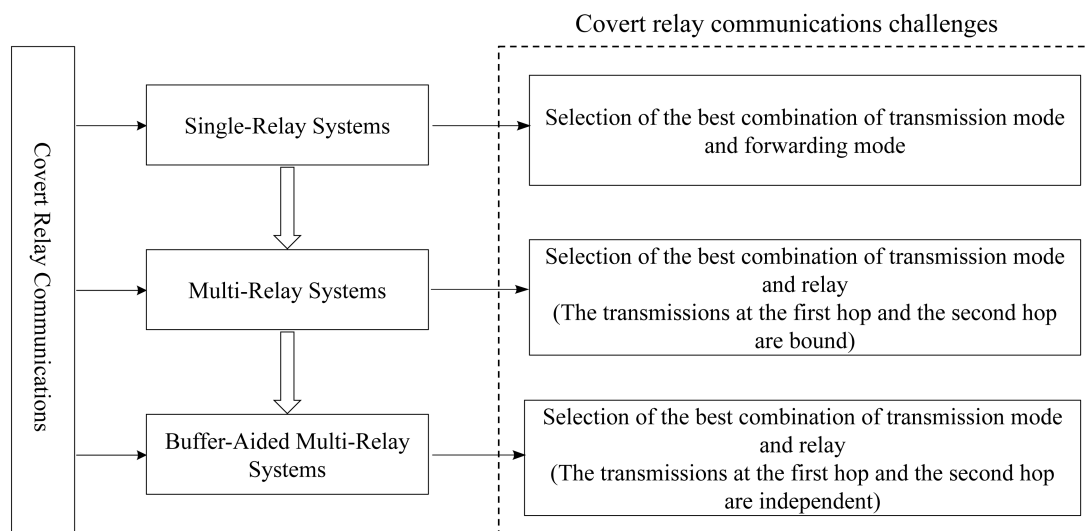 Covert relay communications challenges
Covert Relay Communications
Single-Relay Systems
Selection of the best combination of transmission mode
and forwarding mode
Multi-Relay Systems
Selection of the best combination of transmission mode
and relay
(The transmissions at the first hop and the second hop
are bound)
Buffer-Aided Multi-Relay
Systems
Selection of the best combination of transmission mode
and relay
(The transmissions at the first hop and the second hop
are independent)